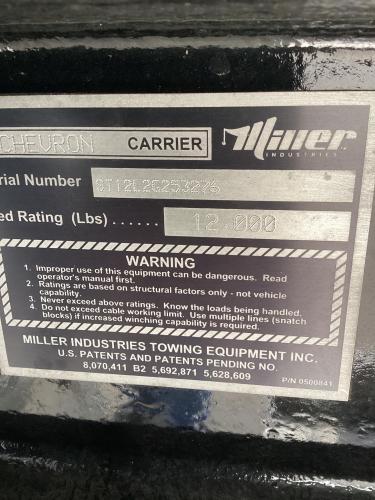 CHEVRON CARRIER Miller
INDUSTRIES
rial Number
ed Rating (Lbs) ...... 12,000
WARNING
1. Improper use of this equipment can be dangerous. Read
operator's manual first.
2. Ratings are based on structural factors only - not vehicle
capability.
3. Never exceed above ratings. Know the loads being handled.
4. Do not exceed cable working limit. Use multiple lines (snatch
blocks) if increased winching capability is required.
MILLER INDUSTRIES TOWING EQUIPMENT INC.
U.S. PATENTS AND PATENTS PENDING NO.
8,070,411 B2 5,692,871 5,628,609
P/N 0500841